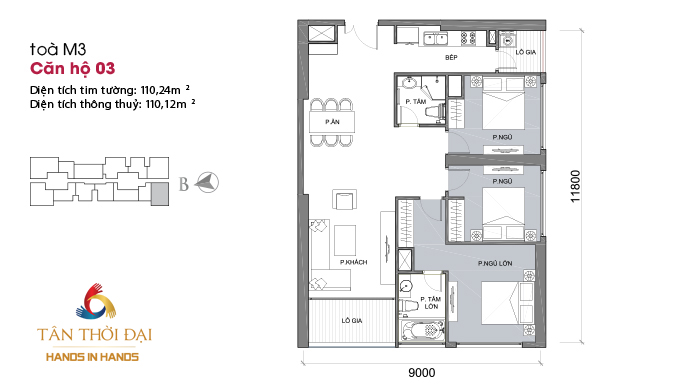 toà M3
Căn hộ 03
Diện tích tim tường: 110,24m ²
Diện tích thông thuỷ: 110,12m ²
B
TÂN THỜI ĐẠI
HANDS IN HANDS
BẾP
LÔ GIA
P. TẮM
P.ĂN
P.NGỦ
P.NGỦ
P.KHÁCH
P.NGỦ LỚN
P. TẮM
LỚN
LÔ GIA
11800
9000